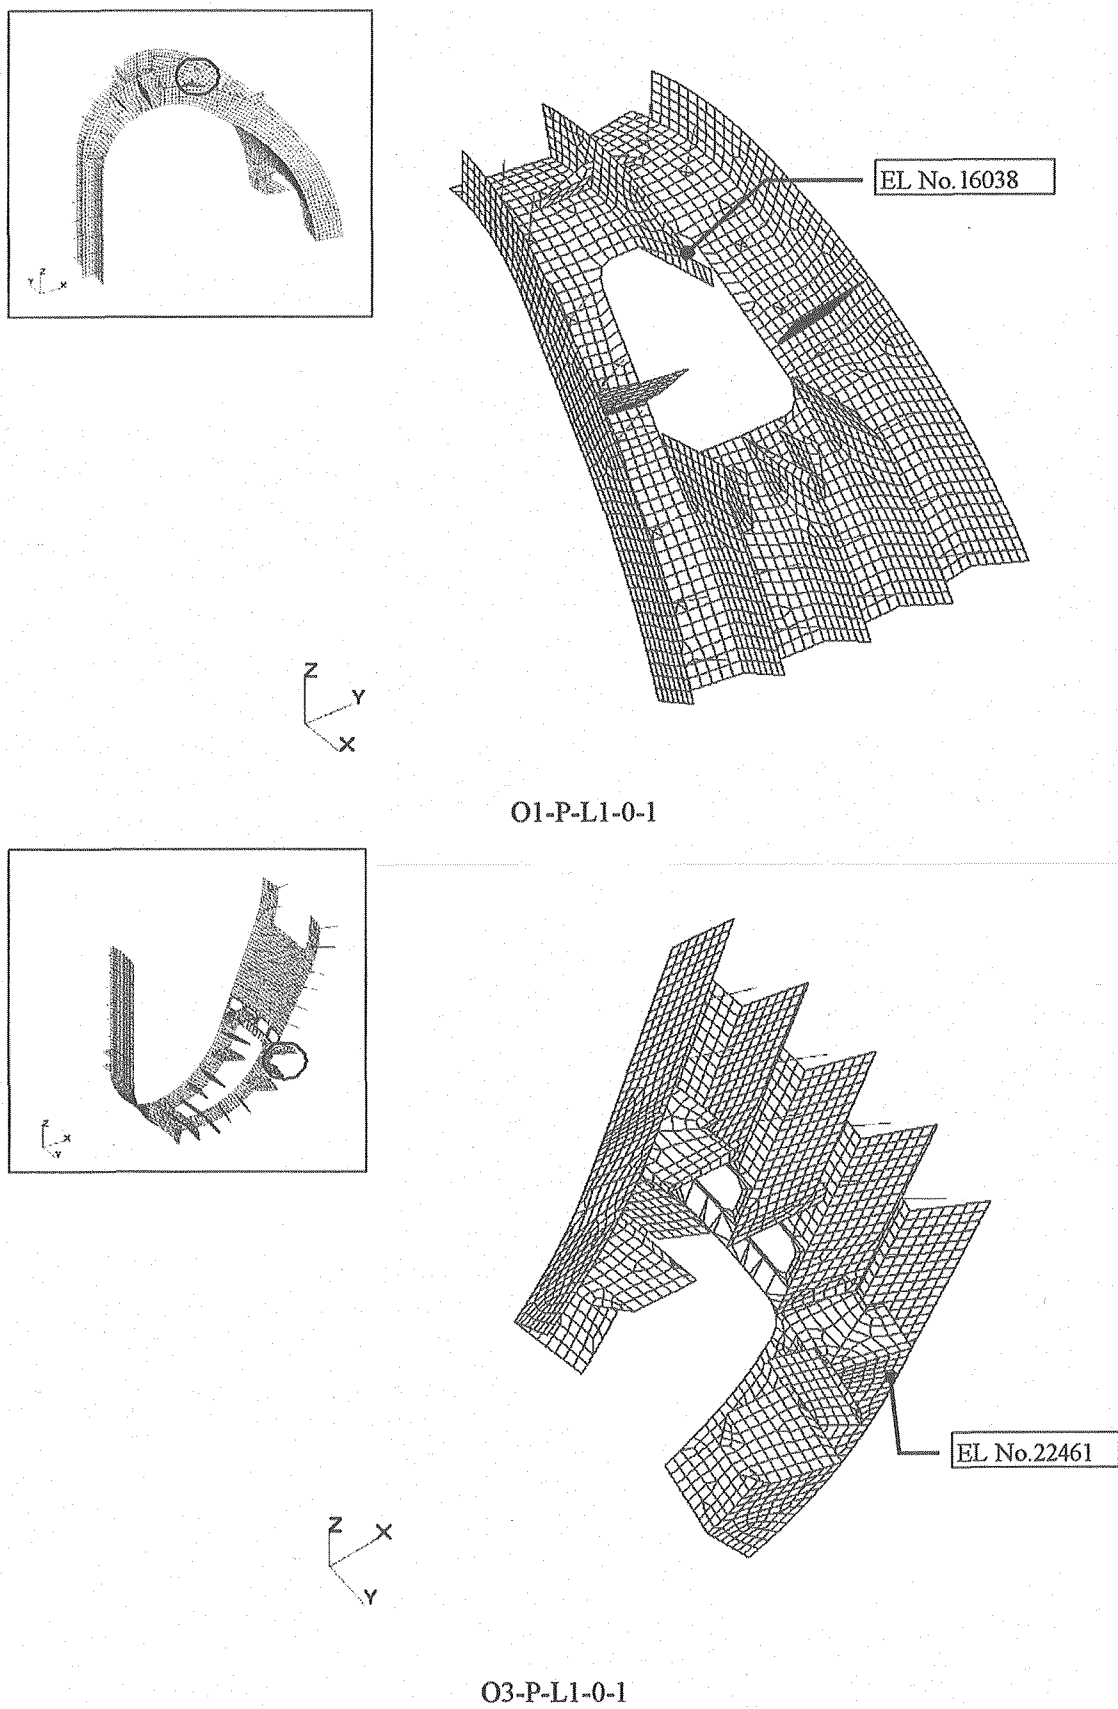 Z
Y X
EL No.16038
Z
Y
X
O1-P-L1-0-1
Z
X
Y
EL No.22461
Z X
Y
O3-P-L1-0-1